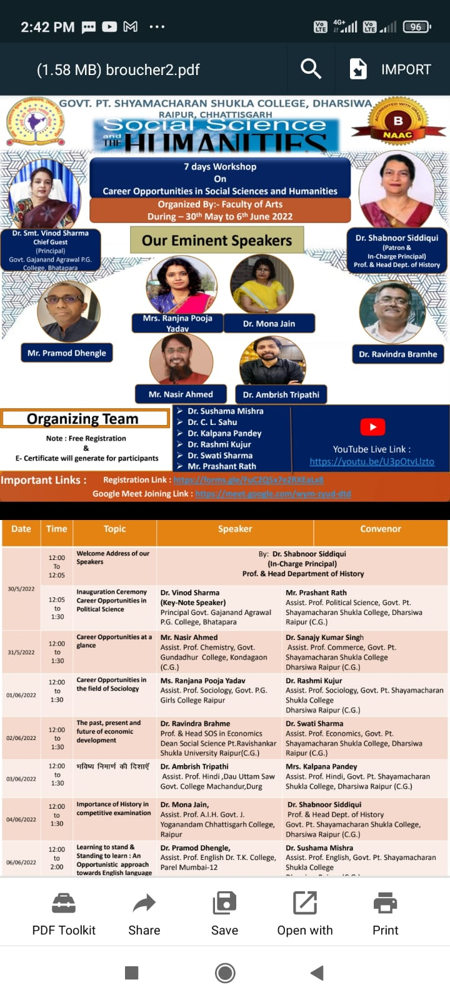 2:42 PM
Vo LTE 4G+ Vo LTE 96
(1.58 MB) broucher2.pdf
IMPORT
GOVT. PT. SHYAMACHARAN SHUKLA COLLEGE, DHARSIWA,
RAIPUR, CHHATTISGARH
ACCREDITED WITH GRADE
B
NAAC
Social Science
and
THE HUMANITIES
7 days Workshop
On
Career Opportunities in Social Sciences and Humanities
Organized By:- Faculty of Arts
During – 30th May to 6th June 2022
Dr. Smt. Vinod Sharma
Chief Guest
(Principal)
Govt. Gajanand Agrawal P.G.
College, Bhatapara
Our Eminent Speakers
Dr. Shabnoor Siddiqui
(Patron &
In-Charge Principal)
Prof. & Head Dept. of History
Mrs. Ranjna Pooja
Yadav
Dr. Mona Jain
Mr. Pramod Dhengle
Dr. Ravindra Bramhe
Mr. Nasir Ahmed
Dr. Ambrish Tripathi
Organizing Team
Note : Free Registration
&
E- Certificate will generate for participants
Dr. Sushama Mishra
Dr. C. L. Sahu
Dr. Kalpana Pandey
Dr. Rashmi Kujur
Dr. Swati Sharma
Mr. Prashant Rath
YouTube Live Link :
https://youtu.be/U3pOtvLlzto
Important Links : Registration Link : https://forms.gle/FuC2Q5x7e2RXEaLx8
Google Meet Joining Link : https://meet.google.com/wym-zyud-dtd
Date Time Topic Speaker Convenor
30/5/2022
12:00
To
12:05
Welcome Address of our
Speakers
By: Dr. Shabnoor Siddiqui
(In-Charge Principal)
Prof. & Head Department of History
12:05
to
1:30
Inauguration Ceremony
Career Opportunities in
Political Science
Dr. Vinod Sharma
(Key-Note Speaker)
Principal Govt. Gajanand Agrawal
P.G. College, Bhatapara
Mr. Prashant Rath
Assist. Prof. Political Science, Govt. Pt.
Shayamacharan Shukla College, Dharsiwa
Raipur (C.G.)
31/5/2022
12:00
to
1:30
Career Opportunities at a
glance
Mr. Nasir Ahmed
Assist. Prof. Chemistry, Govt.
Gundadhur College, Kondagaon
(C.G.)
Dr. Sanajy Kumar Singh
Assist. Prof. Commerce, Govt. Pt.
Shayamacharan Shukla College
Dharsiwa Raipur (C.G.)
01/06/2022
12:00
to
1:30
Career Opportunities in
the field of Sociology
Ms. Ranjana Pooja Yadav
Assist. Prof. Sociology, Govt. P.G.
Girls College Raipur
Dr. Rashmi Kujur
Assist. Prof. Sociology, Govt. Pt. Shayamacharan
Shukla College
Dharsiwa Raipur (C.G.)
02/06/2022
12:00
to
1:30
The past, present and
future of economic
development
Dr. Ravindra Brahme
Prof. & Head SOS in Economics
Dean Social Science Pt.Ravishankar
Shukla University Raipur(C.G.)
Dr. Swati Sharma
Assist. Prof. Economics, Govt. Pt.
Shayamacharan Shukla College, Dharsiwa
Raipur (C.G.)
03/06/2022
12:00
to
1:30
भविष्य निमार्ण की दिशाएँ
Dr. Ambrish Tripathi
Assist. Prof. Hindi ,Dau Uttam Saw
Govt. College Machandur,Durg
Mrs. Kalpana Pandey
Assist. Prof. Hindi, Govt. Pt. Shayamacharan
Shukla College, Dharsiwa Raipur (C.G.)
04/06/2022
12:00
to
1:30
Importance of History in
competitive examination
Dr. Mona Jain,
Assist. Prof. A.I.H. Govt. J.
Yoganandam Chhattisgarh College,
Raipur
Dr. Shabnoor Siddiqui
Prof. & Head Dept. of History
Govt. Pt. Shayamacharan Shukla College,
Dharsiwa Raipur (C.G.)
06/06/2022
12:00
to
2:00
Learning to stand &
Standing to learn : An
Opportunistic approach
towards English language
Dr. Pramod Dhengle,
Assist. Prof. English Dr. T.K. College,
Parel Mumbai-12
Dr. Sushama Mishra
Assist. Prof. English, Govt. Pt. Shayamacharan
Shukla College
PDF Toolkit
Share
Save
Open with
Print